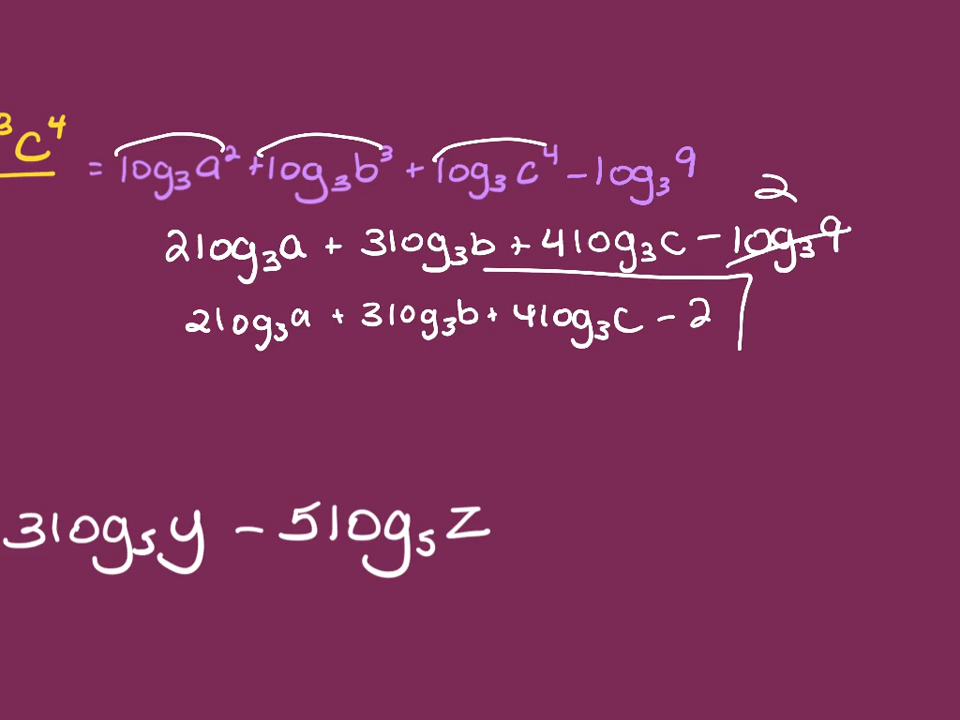 ³c⁴ = log₃a² + log₃b³ + log₃c⁴ - log₃9
2
2log₃a + 3log₃b + 4log₃c - log₃9
2log₃a + 3log₃b + 4log₃c - 2
3log₅y - 5log₅z